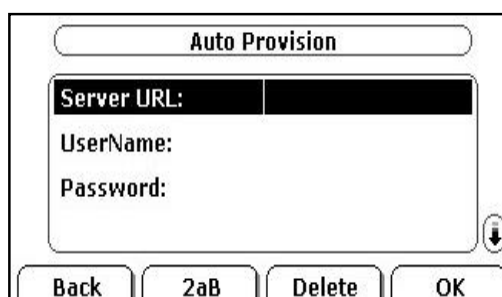 Auto Provision
Server URL:
UserName:
Password:
Back 2aB Delete OK